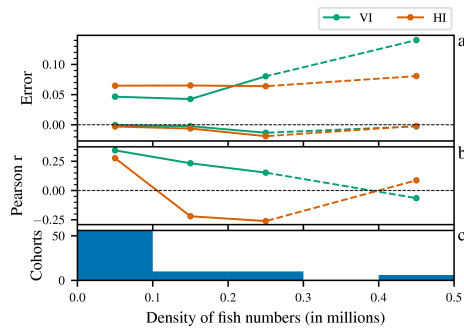 VI HI
a
Error
0.10
0.05
0.00
b
Pearson r
0.25
0.00
−0.25
c
Cohorts
50
0
0.0 0.1 0.2 0.3 0.4 0.5
Density of fish numbers (in millions)